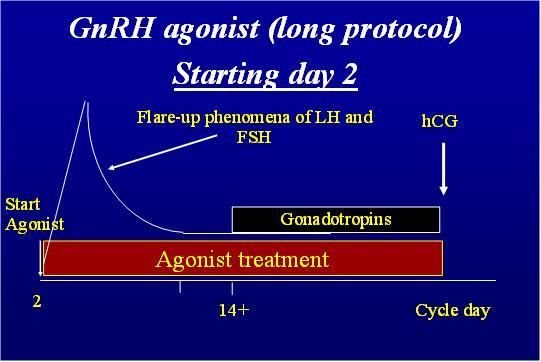 GnRH agonist (long protocol)
Starting day 2
Flare-up phenomena of LH and
FSH
hCG
Start
Agonist
Gonadotropins
Agonist treatment
2
14+
Cycle day